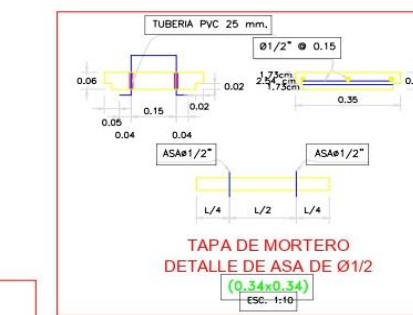 TUBERIA PVC 25 mm.
Ø1/2" @ 0.15
0.06
0.02
0.02
0.15
0.05
0.04
0.04
1.73cm
2.54 cm
1.73cm
0.35
ASAø1/2"
ASAø1/2"
L/4
L/2
L/4
TAPA DE MORTERO
DETALLE DE ASA DE Ø1/2
(0.34x0.34)
ESC. 1:10